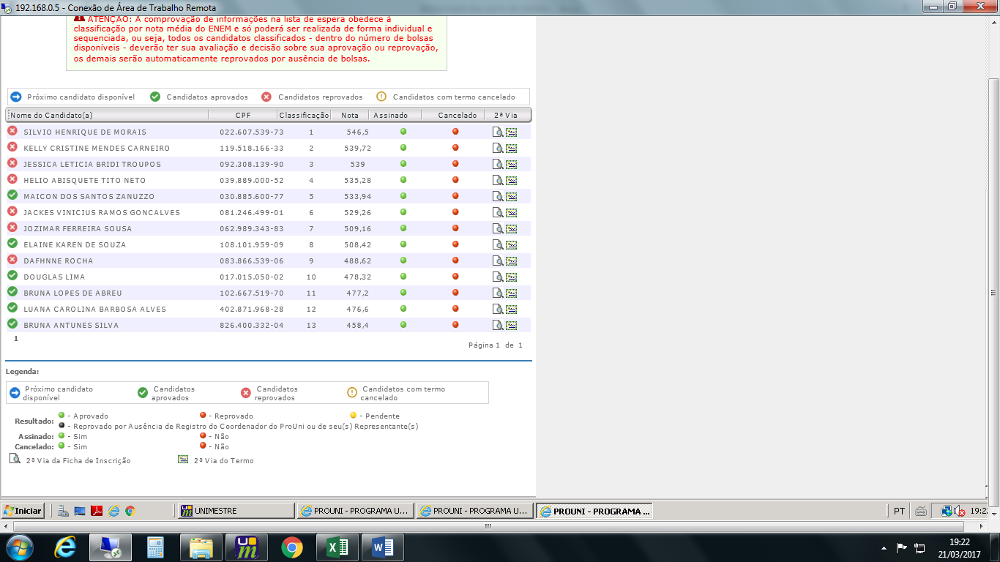 192.168.0.5 - Conexão de Área de Trabalho Remota
ATENÇÃO: A comprovação de informações na lista de espera obedece à
classificação por nota média do ENEM e só poderá ser realizada de forma individual e
sequenciada, ou seja, todos os candidatos classificados - dentro do número de bolsas
disponíveis - deverão ter sua avaliação e decisão sobre sua aprovação ou reprovação,
os demais serão automaticamente reprovados por ausência de bolsas.
Próximo candidato disponível Candidatos aprovados Candidatos reprovados Candidatos com termo cancelado
Nome do Candidato(a) CPF Classificação Nota Assinado Cancelado 2ª Via
SILVIO HENRIQUE DE MORAIS 022.607.539-73 1 546,5
KELLY CRISTINE MENDES CARNEIRO 119.518.166-33 2 539,72
JESSICA LETICIA BRIDI TROUPOS 092.308.139-90 3 539
HELIO ABISQUETE TITO NETO 039.889.000-52 4 535,28
MAICON DOS SANTOS ZANUZZO 030.885.600-77 5 533,94
JACKES VINICIUS RAMOS GONCALVES 081.246.499-01 6 529,26
JOZIMAR FERREIRA SOUSA 062.989.343-83 7 509,16
ELAINE KAREN DE SOUZA 108.101.959-09 8 508,42
DAFHNNE ROCHA 083.866.539-06 9 488,62
DOUGLAS LIMA 017.015.050-02 10 478,32
BRUNA LOPES DE ABREU 102.667.519-70 11 477,2
LUANA CAROLINA BARBOSA ALVES 402.871.968-28 12 476,6
BRUNA ANTUNES SILVA 826.400.332-04 13 458,4
1
Página 1 de 1
Legenda:
Próximo candidato disponível Candidatos aprovados Candidatos reprovados Candidatos com termo cancelado
Resultado: - Aprovado - Reprovado - Pendente
- Reprovado por Ausência de Registro do Coordenador do ProUni ou de seu(s) Representante(s)
Assinado: - Sim - Não
Cancelado: - Sim - Não
2ª Via da Ficha de Inscrição 2ª Via do Termo
Iniciar UNIMESTRE PROUNI - PROGRAMA U... PROUNI - PROGRAMA U... PROUNI - PROGRAMA ... PT 19:22
19:22
21/03/2017